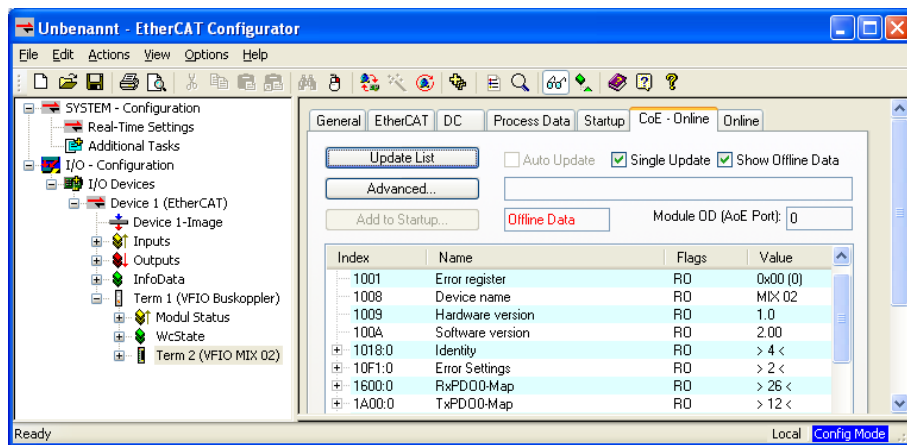 Unbenannt - EtherCAT Configurator
File Edit Actions View Options Help
SYSTEM - Configuration
Real-Time Settings
Additional Tasks
I/O - Configuration
I/O Devices
Device 1 (EtherCAT)
Device 1-Image
Inputs
Outputs
InfoData
Term 1 (VFIO Buskoppler)
Modul Status
WcState
Term 2 (VFIO MIX 02)
General EtherCAT DC Process Data Startup CoE - Online Online
Update List Auto Update Single Update Show Offline Data
Advanced...
Add to Startup... Offline Data Module OD (AoE Port): 0
Index Name Flags Value
1001 Error register RO 0x00 (0)
1008 Device name RO MIX 02
1009 Hardware version RO 1.0
100A Software version RO 2.00
1018:0 Identity RO > 4 <
10F1:0 Error Settings RO > 2 <
1600:0 RxPDO0-Map RO > 26 <
1A00:0 TxPDO0-Map RO > 12 <
Ready Local Config Mode